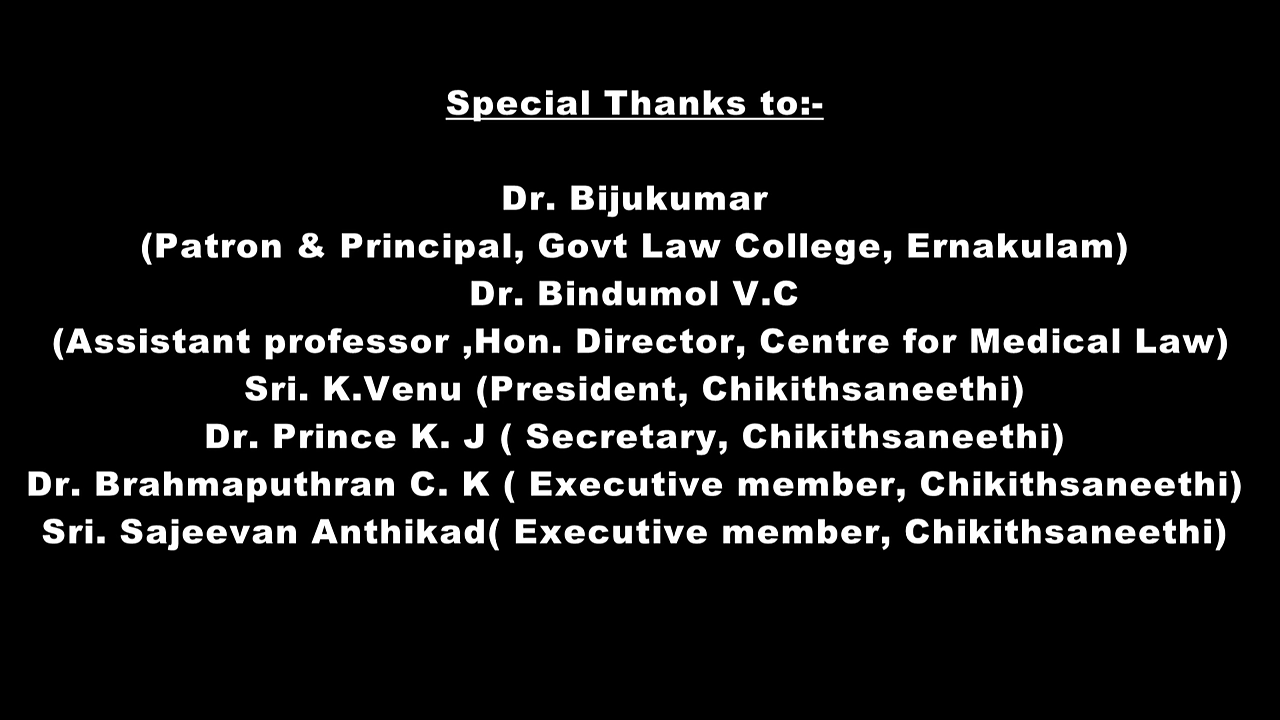 Special Thanks to:-
Dr. Bijukumar
(Patron & Principal, Govt Law College, Ernakulam)
Dr. Bindumol V.C
(Assistant professor ,Hon. Director, Centre for Medical Law)
Sri. K.Venu (President, Chikithsaneethi)
Dr. Prince K. J ( Secretary, Chikithsaneethi)
Dr. Brahmaputhran C. K ( Executive member, Chikithsaneethi)
Sri. Sajeevan Anthikad( Executive member, Chikithsaneethi)